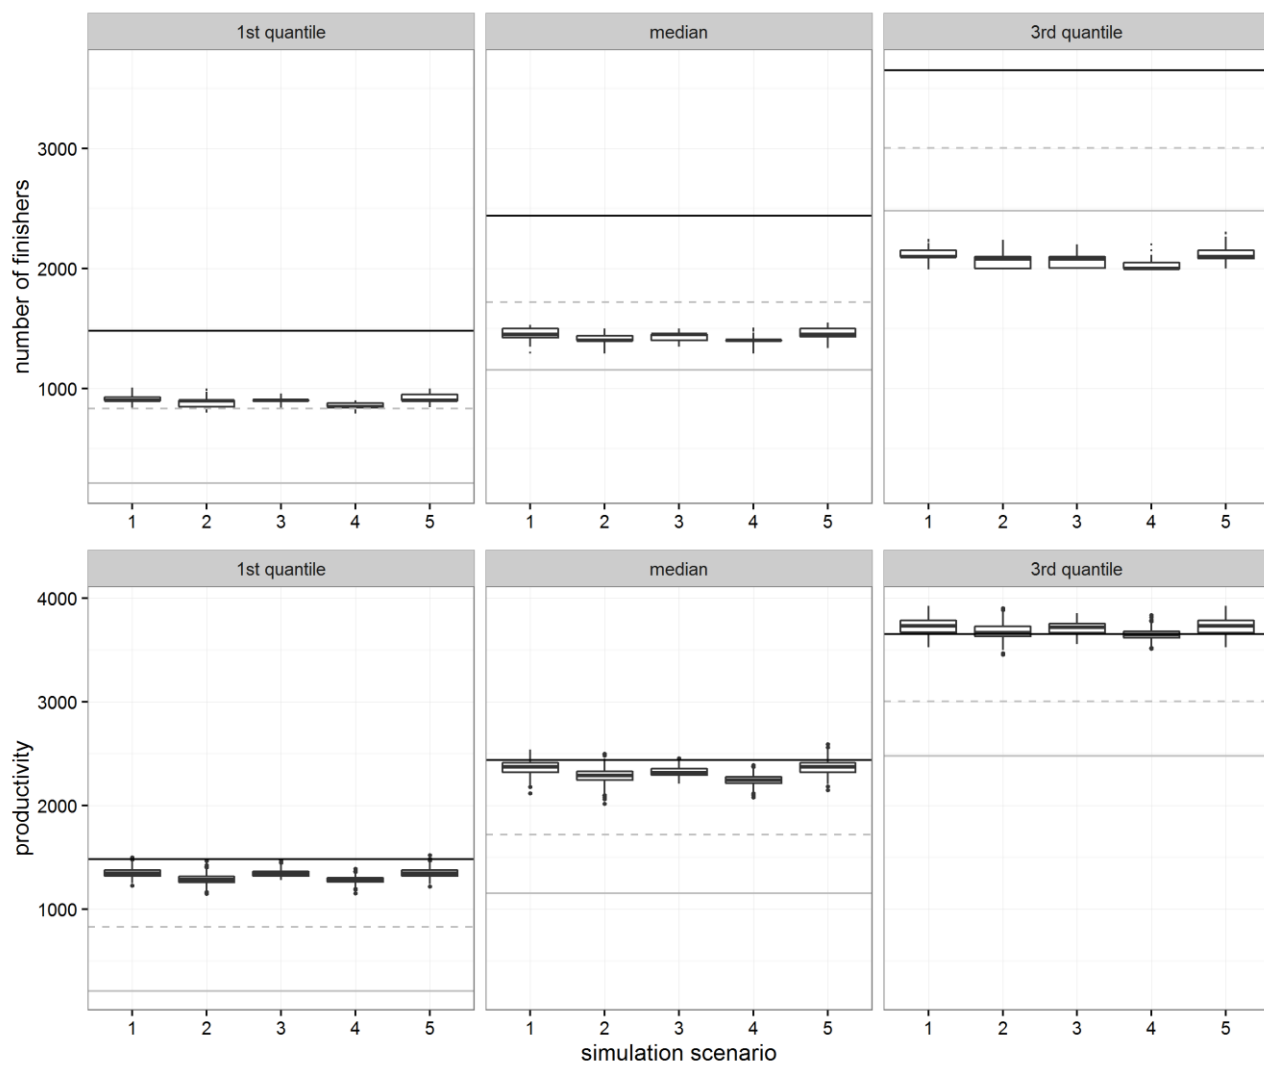 1st quantile median 3rd quantile
number of finishers
3000
2000
1000
1 2 3 4 5 1 2 3 4 5 1 2 3 4 5
1st quantile median 3rd quantile
productivity
4000
3000
2000
1000
1 2 3 4 5 1 2 3 4 5 1 2 3 4 5
simulation scenario